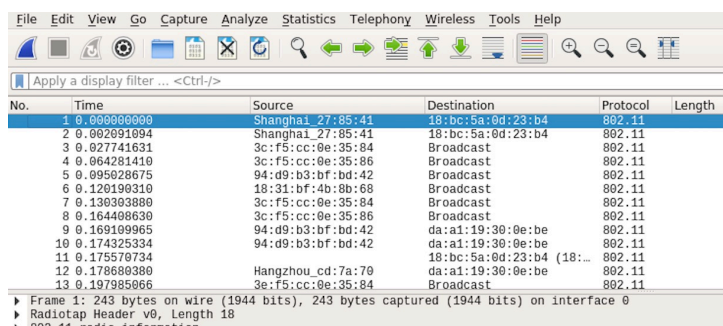 File Edit View Go Capture Analyze Statistics Telephony Wireless Tools Help
Apply a display filter ... <Ctrl-/>
No. Time Source Destination Protocol Length
1 0.000000000 Shanghai_27:85:41 18:bc:5a:0d:23:b4 802.11
2 0.002091094 Shanghai_27:85:41 18:bc:5a:0d:23:b4 802.11
3 0.027741631 3c:f5:cc:0e:35:84 Broadcast 802.11
4 0.064281410 3c:f5:cc:0e:35:86 Broadcast 802.11
5 0.095028675 94:d9:b3:bf:bd:42 Broadcast 802.11
6 0.120190310 18:31:bf:4b:8b:68 Broadcast 802.11
7 0.130303880 3c:f5:cc:0e:35:84 Broadcast 802.11
8 0.164408630 3c:f5:cc:0e:35:86 Broadcast 802.11
9 0.169109965 94:d9:b3:bf:bd:42 da:a1:19:30:0e:be 802.11
10 0.174325334 94:d9:b3:bf:bd:42 da:a1:19:30:0e:be 802.11
11 0.175570734 18:bc:5a:0d:23:b4 (18:… 802.11
12 0.178680380 Hangzhou_cd:7a:70 da:a1:19:30:0e:be 802.11
13 0.197985066 3e:f5:cc:0e:35:84 Broadcast 802.11
Frame 1: 243 bytes on wire (1944 bits), 243 bytes captured (1944 bits) on interface 0
Radiotap Header v0, Length 18
802.11 radio information